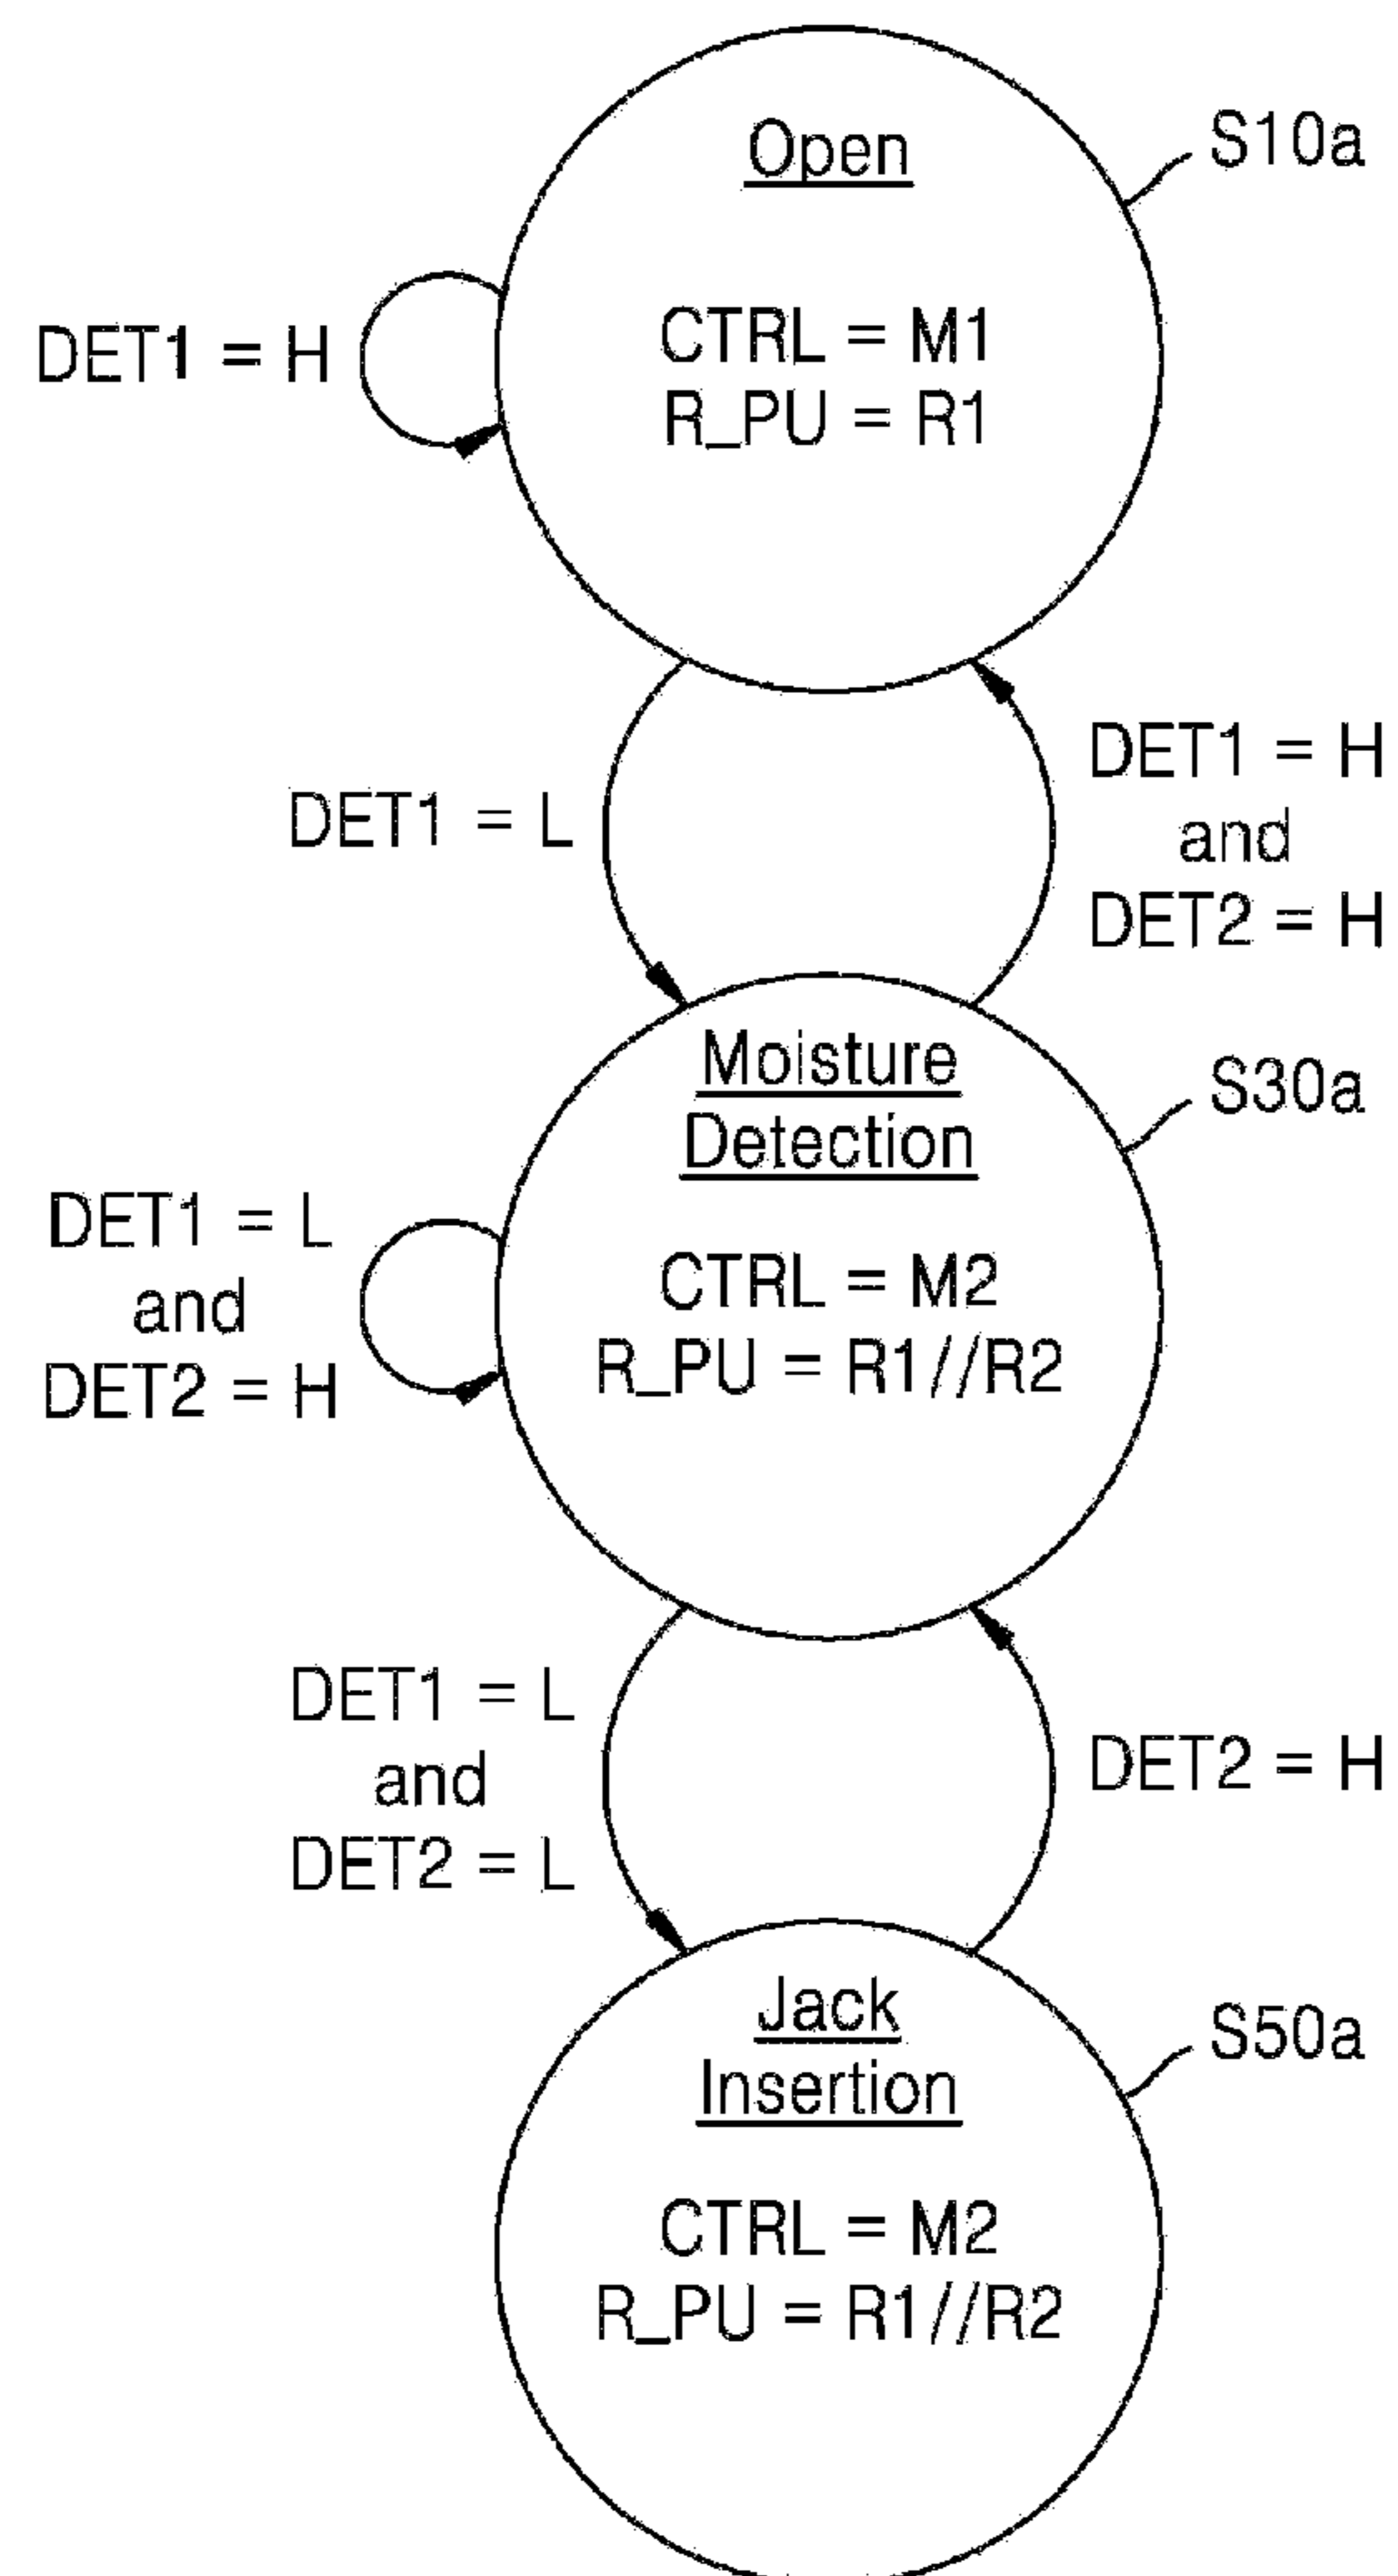 Open
S10a
DET1 = H
CTRL = M1
R_PU = R1
DET1 = L
DET1 = H
and
DET2 = H
Moisture
Detection
S30a
DET1 = L
and
DET2 = H
CTRL = M2
R_PU = R1//R2
DET1 = L
and
DET2 = L
DET2 = H
Jack
Insertion
S50a
CTRL = M2
R_PU = R1//R2